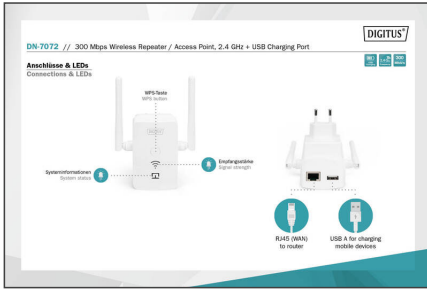 DIGITUS®
DN-7072 // 300 Mbps Wireless Repeater / Access Point, 2.4 GHz + USB Charging Port
Anschlüsse & LEDs
Connections & LEDs
WPS-Taste
WPS button
DIGITUS
Systeminformationen
System status
Empfangsstärke
Signal strength
RJ45 (WAN)
to router
USB A for charging
mobile devices